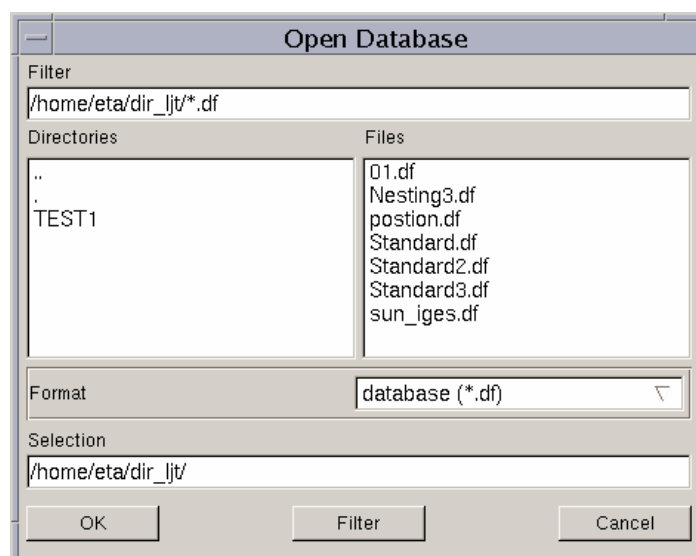 Open Database
Filter
/home/eta/dir_ljt/*.df
Directories
Files
..
.
TEST1
01.df
Nesting3.df
postion.df
Standard.df
Standard2.df
Standard3.df
sun_iges.df
Format
database (*.df)
Selection
/home/eta/dir_ljt/
OK
Filter
Cancel